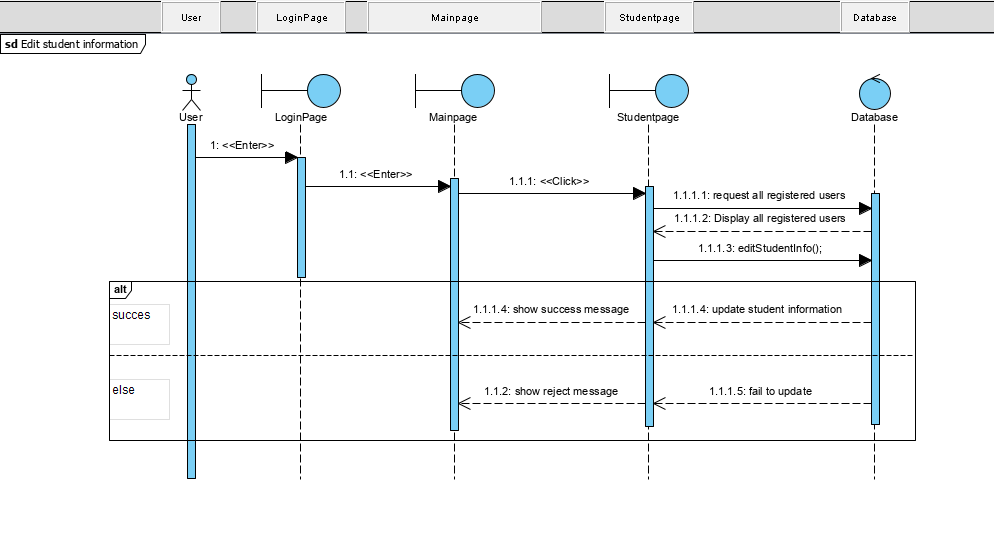 User
LoginPage
Mainpage
Studentpage
Database
sd Edit student information
User
LoginPage
Mainpage
Studentpage
Database
1: <<Enter>>
1.1: <<Enter>>
1.1.1: <<Click>>
1.1.1.1: request all registered users
1.1.1.2: Display all registered users
1.1.1.3: editStudentInfo();
alt
succes
1.1.1.4: show success message
1.1.1.4: update student information
else
1.1.2: show reject message
1.1.1.5: fail to update